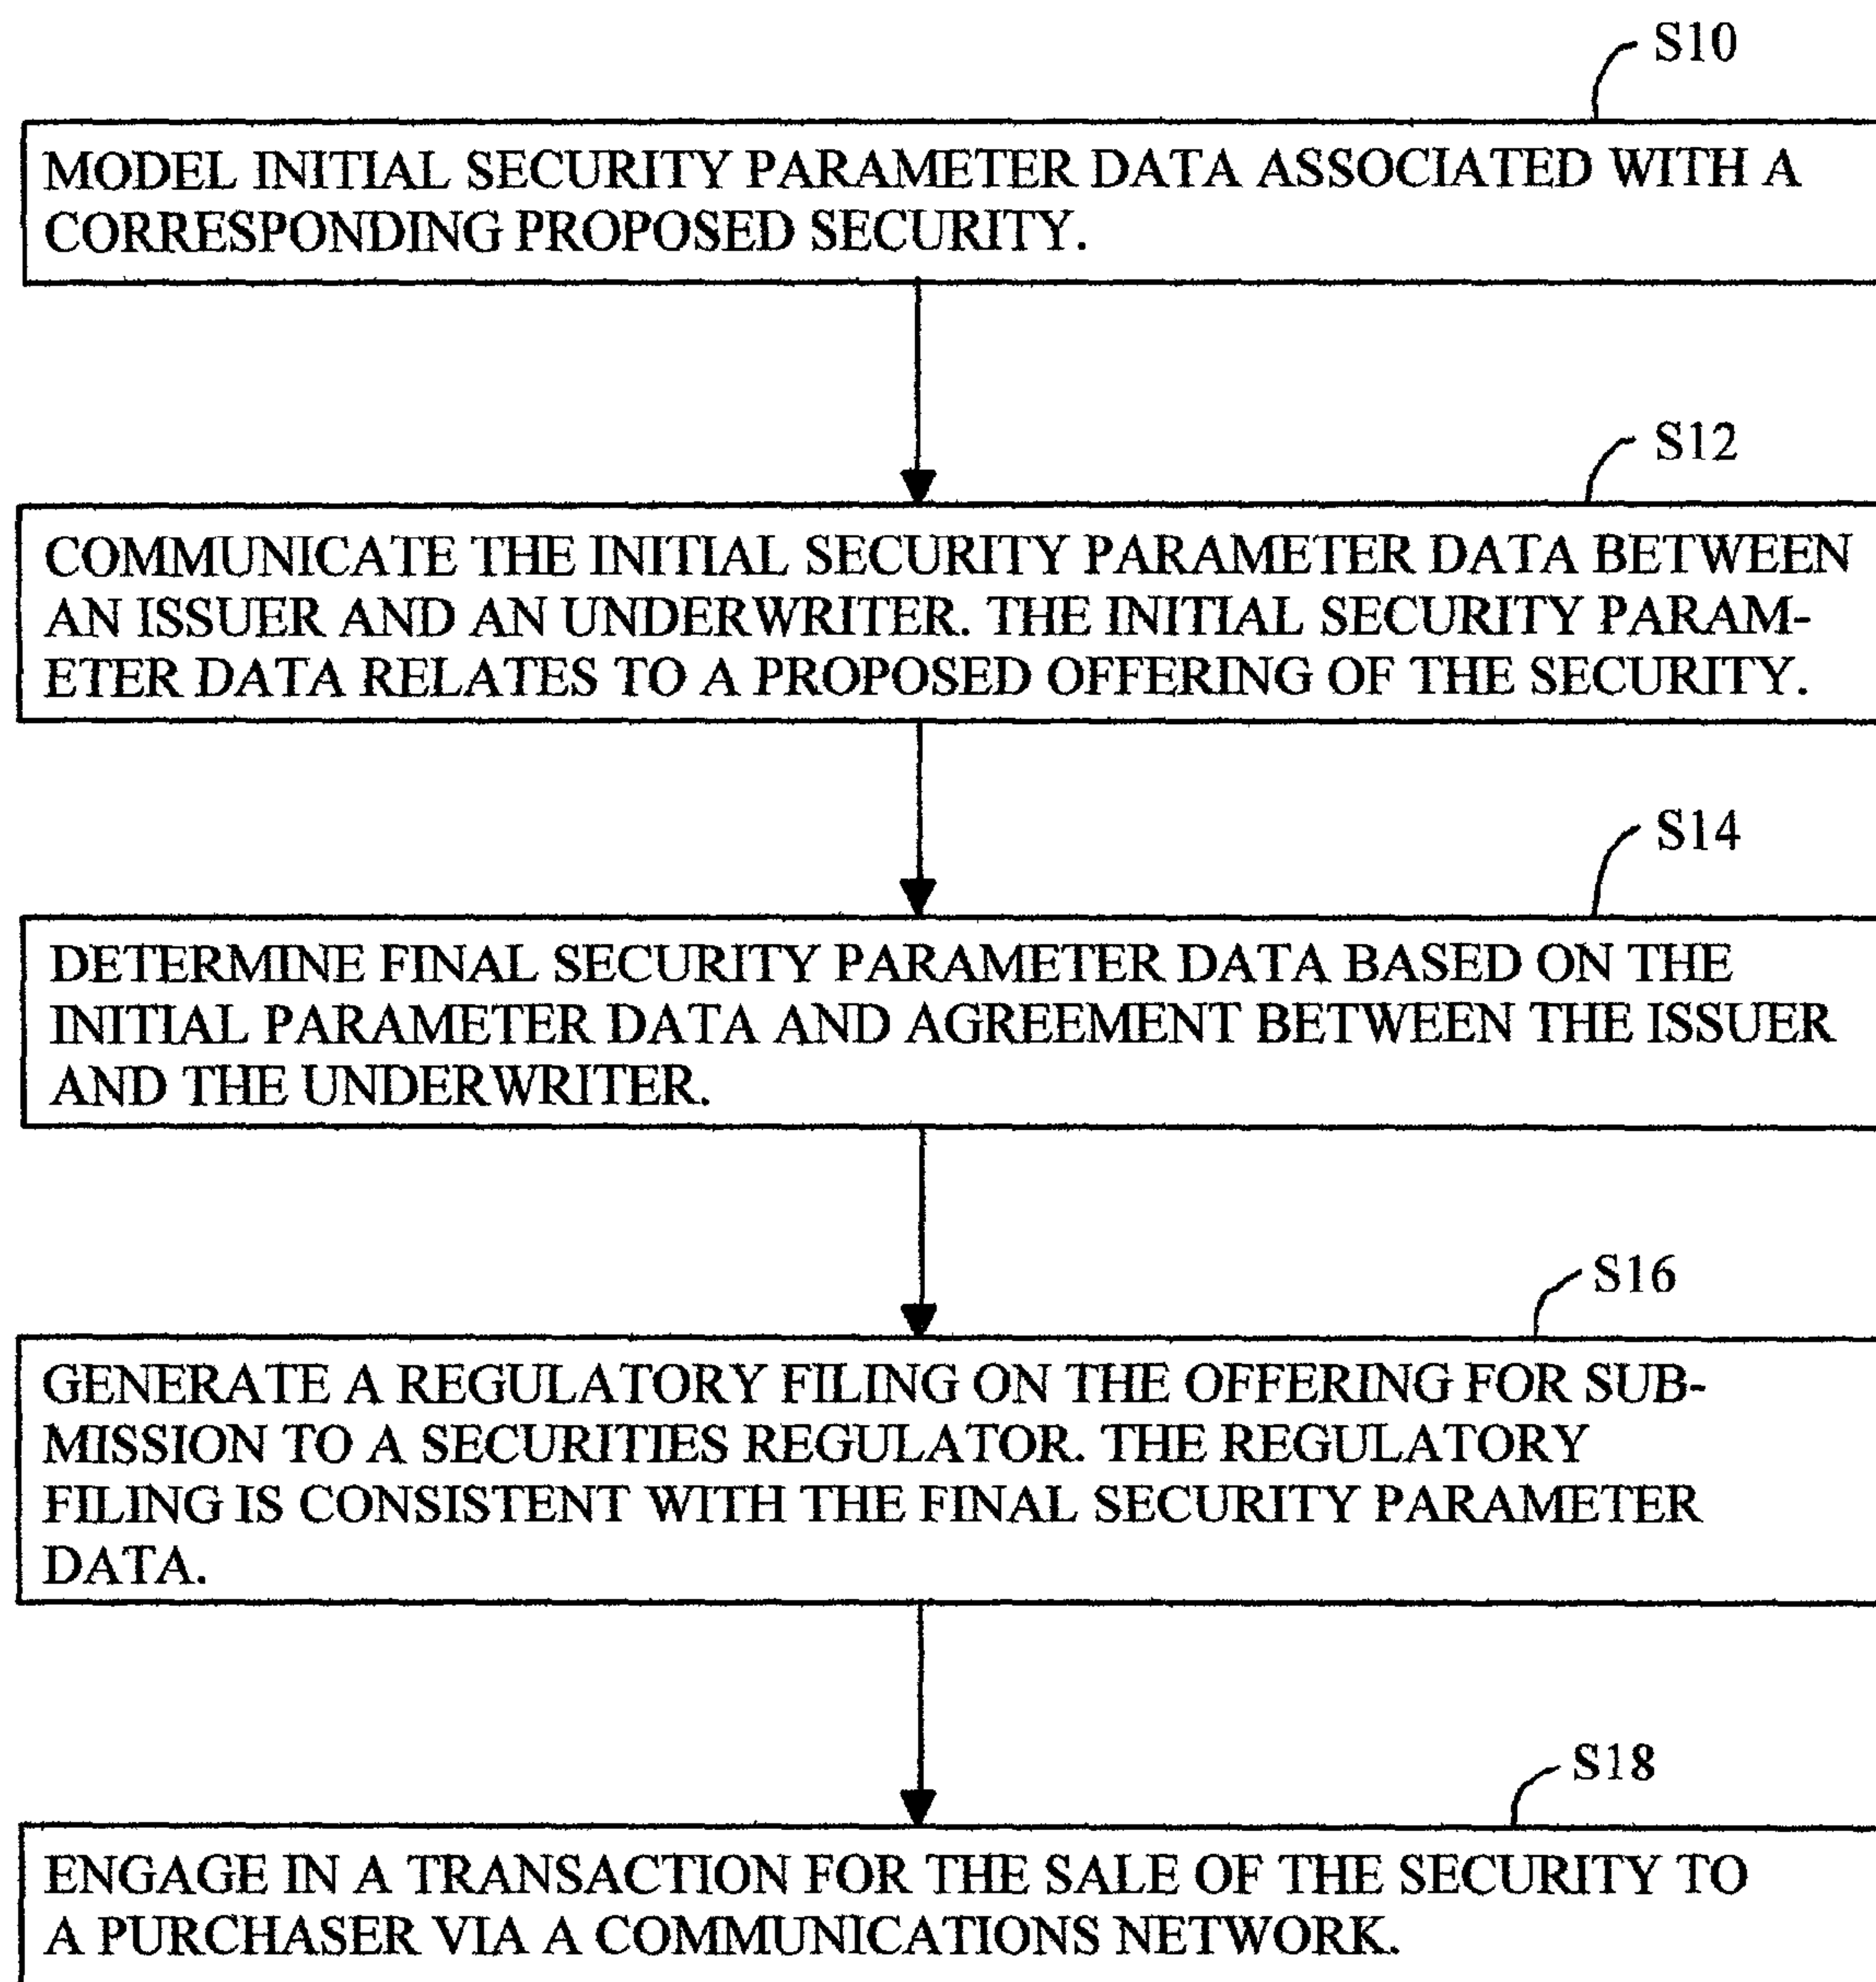 S10
MODEL INITIAL SECURITY PARAMETER DATA ASSOCIATED WITH A
CORRESPONDING PROPOSED SECURITY.
S12
COMMUNICATE THE INITIAL SECURITY PARAMETER DATA BETWEEN
AN ISSUER AND AN UNDERWRITER. THE INITIAL SECURITY PARAM-
ETER DATA RELATES TO A PROPOSED OFFERING OF THE SECURITY.
S14
DETERMINE FINAL SECURITY PARAMETER DATA BASED ON THE
INITIAL PARAMETER DATA AND AGREEMENT BETWEEN THE ISSUER
AND THE UNDERWRITER.
S16
GENERATE A REGULATORY FILING ON THE OFFERING FOR SUB-
MISSION TO A SECURITIES REGULATOR. THE REGULATORY
FILING IS CONSISTENT WITH THE FINAL SECURITY PARAMETER
DATA.
S18
ENGAGE IN A TRANSACTION FOR THE SALE OF THE SECURITY TO
A PURCHASER VIA A COMMUNICATIONS NETWORK.